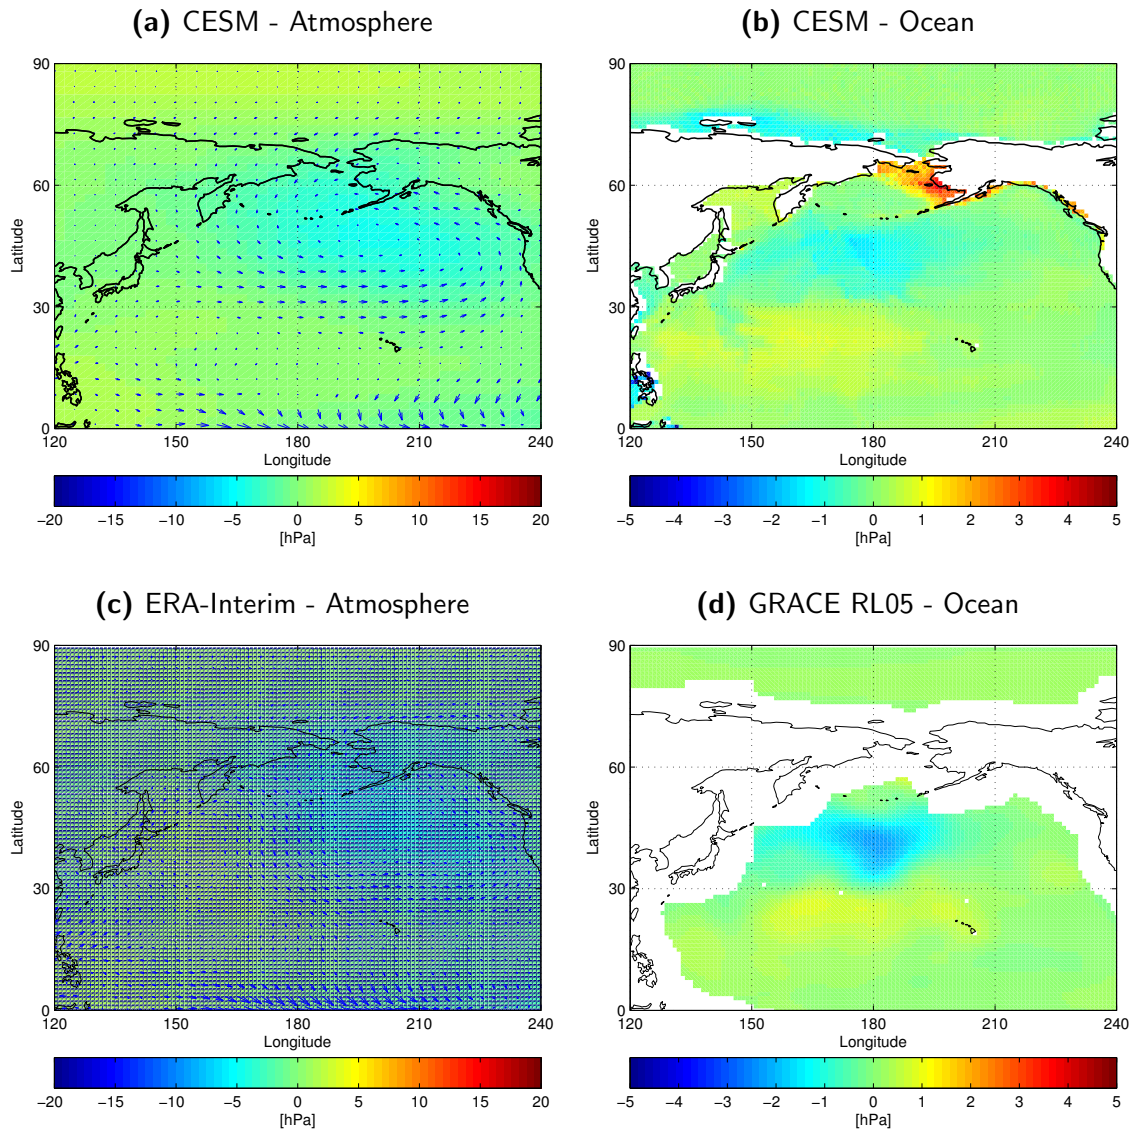 (a) CESM - Atmosphere
90
60
30
0
Latitude
120 150 180 210 240
Longitude
−20 −15 −10 −5 0 5 10 15 20
[hPa]
(b) CESM - Ocean
90
60
30
0
Latitude
120 150 180 210 240
Longitude
−5 −4 −3 −2 −1 0 1 2 3 4 5
[hPa]
(c) ERA-Interim - Atmosphere
90
60
30
0
Latitude
120 150 180 210 240
Longitude
−20 −15 −10 −5 0 5 10 15 20
[hPa]
(d) GRACE RL05 - Ocean
90
60
30
0
Latitude
120 150 180 210 240
Longitude
−5 −4 −3 −2 −1 0 1 2 3 4 5
[hPa]